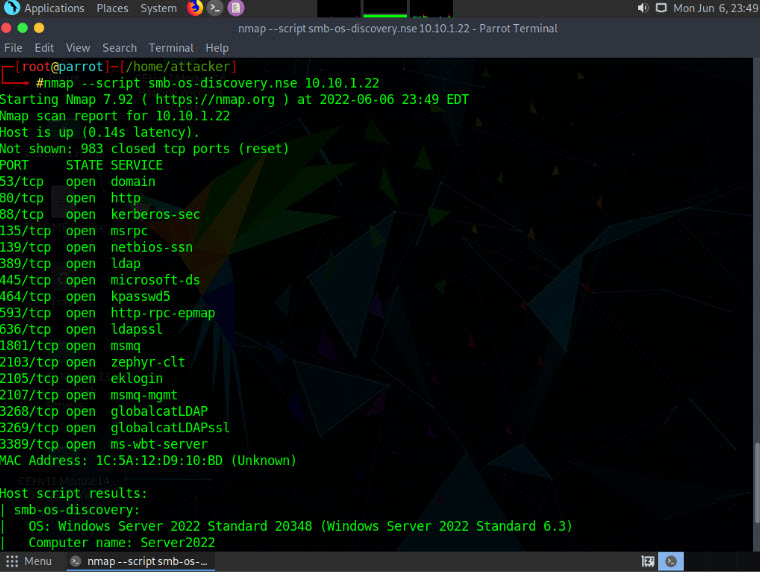 Applications Places System Mon Jun 6, 23:49
nmap --script smb-os-discovery.nse 10.10.1.22 - Parrot Terminal
File Edit View Search Terminal Help
[root@parrot]-[/home/attacker]
#nmap --script smb-os-discovery.nse 10.10.1.22
Starting Nmap 7.92 ( https://nmap.org ) at 2022-06-06 23:49 EDT
Nmap scan report for 10.10.1.22
Host is up (0.14s latency).
Not shown: 983 closed tcp ports (reset)
PORT STATE SERVICE
53/tcp open domain
80/tcp open http
88/tcp open kerberos-sec
135/tcp open msrpc
139/tcp open netbios-ssn
389/tcp open ldap
445/tcp open microsoft-ds
464/tcp open kpasswd5
593/tcp open http-rpc-epmap
636/tcp open ldapssl
1801/tcp open msmq
2103/tcp open zephyr-clt
2105/tcp open eklogin
2107/tcp open msmq-mgmt
3268/tcp open globalcatLDAP
3269/tcp open globalcatLDAPssl
3389/tcp open ms-wbt-server
MAC Address: 1C:5A:12:D9:10:BD (Unknown)
CEHv12 Module 14
Host script results:
| smb-os-discovery:
|   OS: Windows Server 2022 Standard 20348 (Windows Server 2022 Standard 6.3)
|   Computer name: Server2022
Menu nmap --script smb-os-...